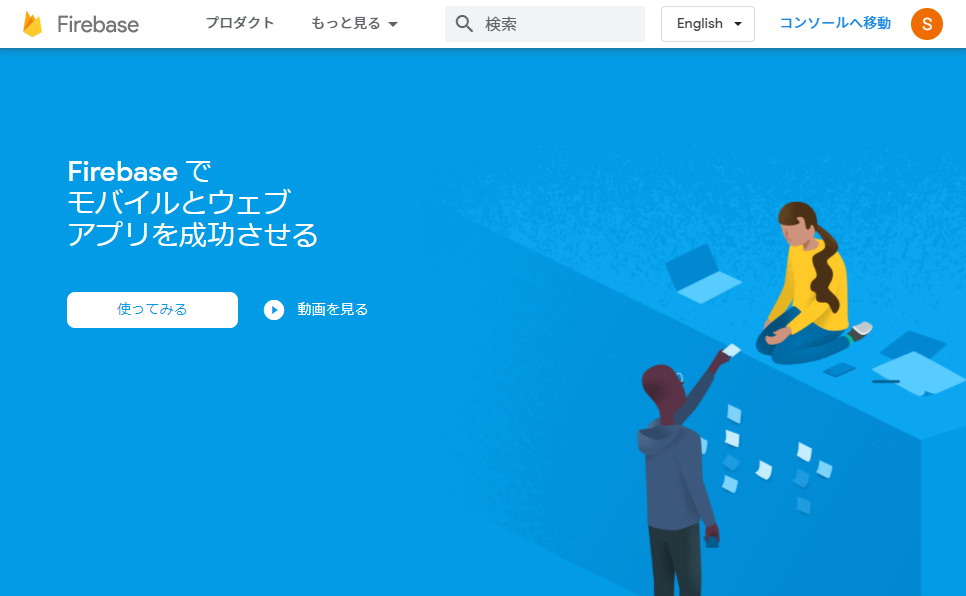 Firebase プロダクト もっと見る 検索 English コンソールへ移動 S
Firebase で
モバイルとウェブ
アプリを成功させる
使ってみる 動画を見る